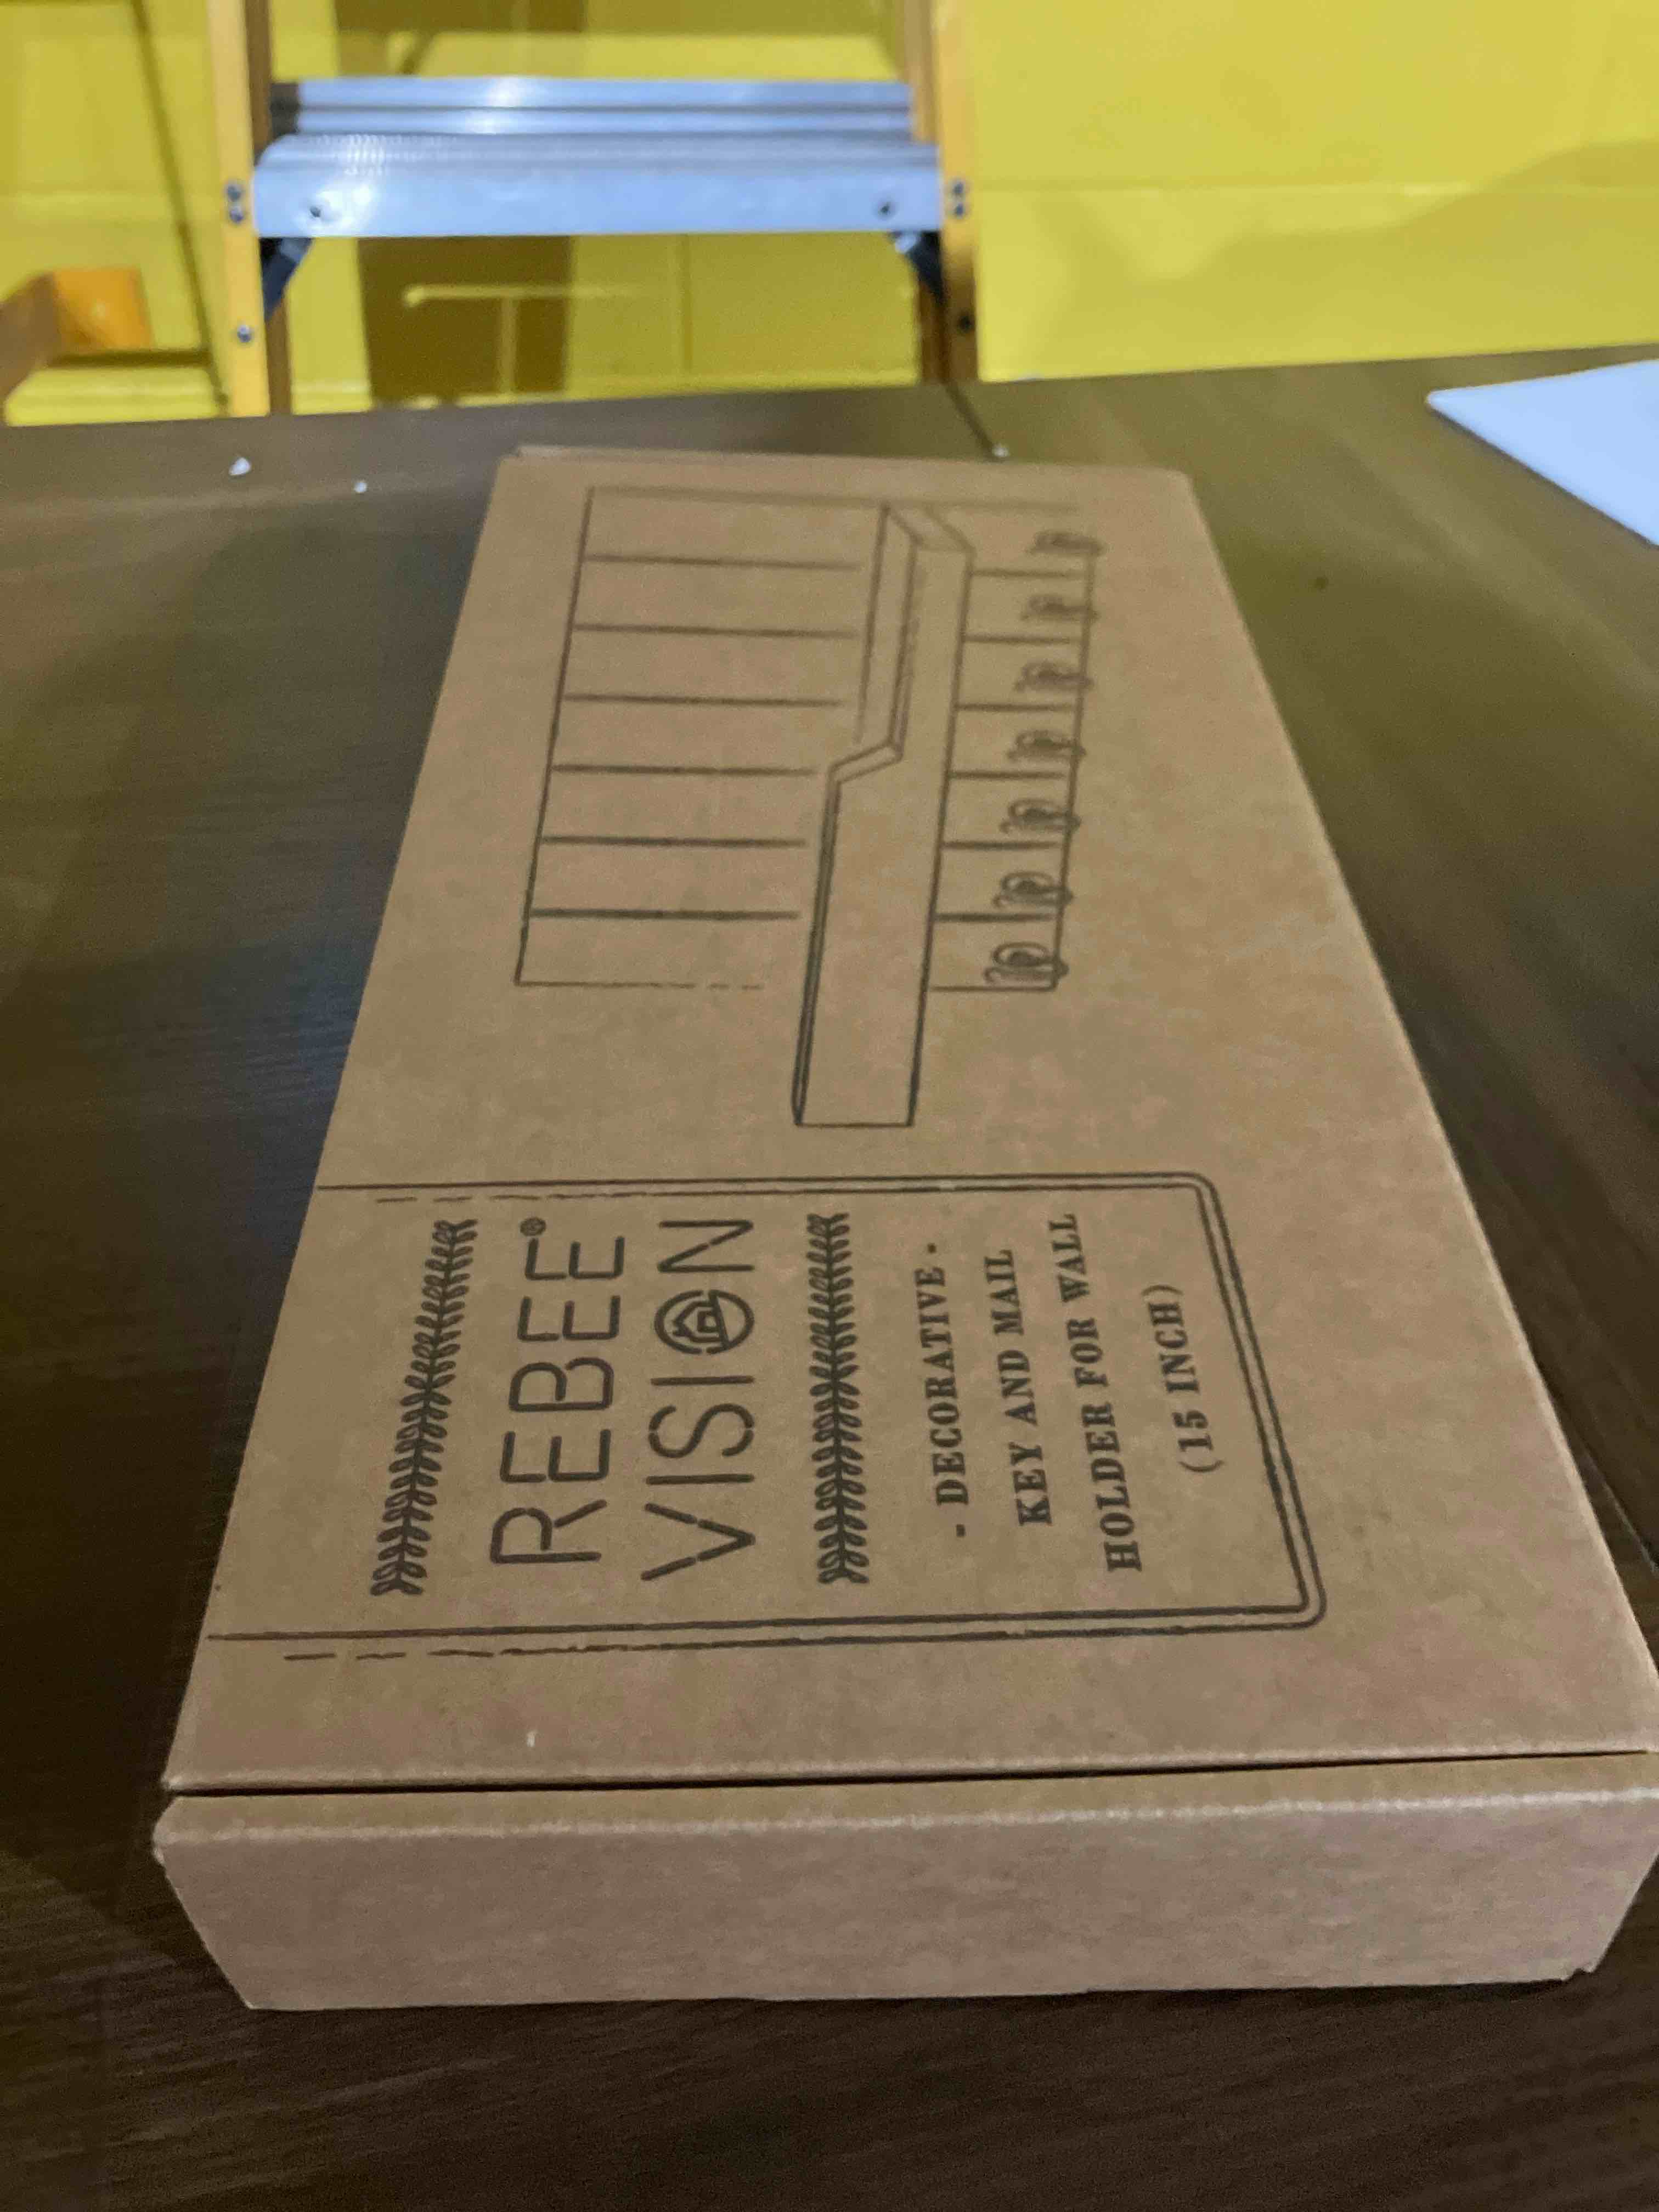 REBEE®
VISION
- DECORATIVE -
KEY AND MAIL
HOLDER FOR WALL
(15 INCH)